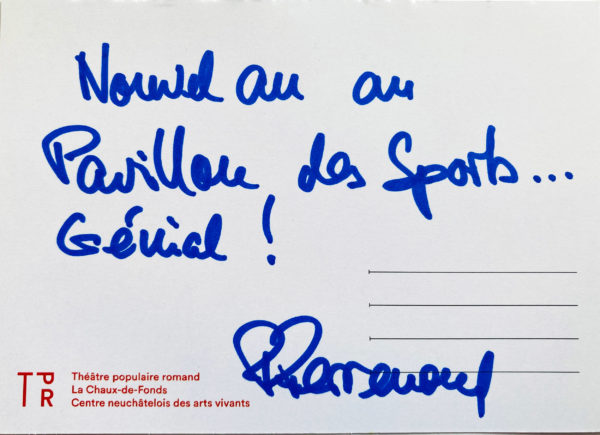 Nouvel an au
Pavillon des Sports...
Génial !
TPR
Théâtre populaire romand
La Chaux-de-Fonds
Centre neuchâtelois des arts vivants